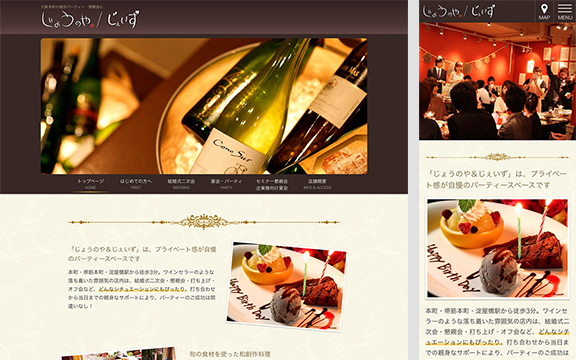 大阪本町の貸切パーティー・懇親会に
じょうのや / じぇいず
Cono Sur
トップページ
HOME
はじめての方へ
FIRST
結婚式二次会
WEDDING
宴会・パーティ
PARTY
セミナー懇親会
企業様向け宴会
店舗概要
INFO & ACCESS
「じょうのや＆じぇいず」は、プライベート感が自慢
のパーティースペースです
本町・堺筋本町・淀屋橋駅から徒歩3分。ワインセラーのような
落ち着いた雰囲気の店内は、結婚式二次会・懇親会・打ち上げ・
オフ会など、どんなシチュエーションにもぴったり。打ち合わせ
から当日までの親身なサポートにより、パーティーのご成功は間
違いなし！
Happy Birth Day
旬の食材を使った和創作料理
じょうのや / じぇいず
MAP
MENU
「じょうのや＆じぇいず」は、プライベー
ト感が自慢のパーティースペースです
Happy Birth Day
本町・堺筋本町・淀屋橋駅から徒歩3分。ワインセ
ラーのような落ち着いた雰囲気の店内は、結婚式
二次会・懇親会・打ち上げ・オフ会など、どんなシ
チュエーションにもぴったり。打ち合わせから当日
までの親身なサポートにより、パーティーのご成功は